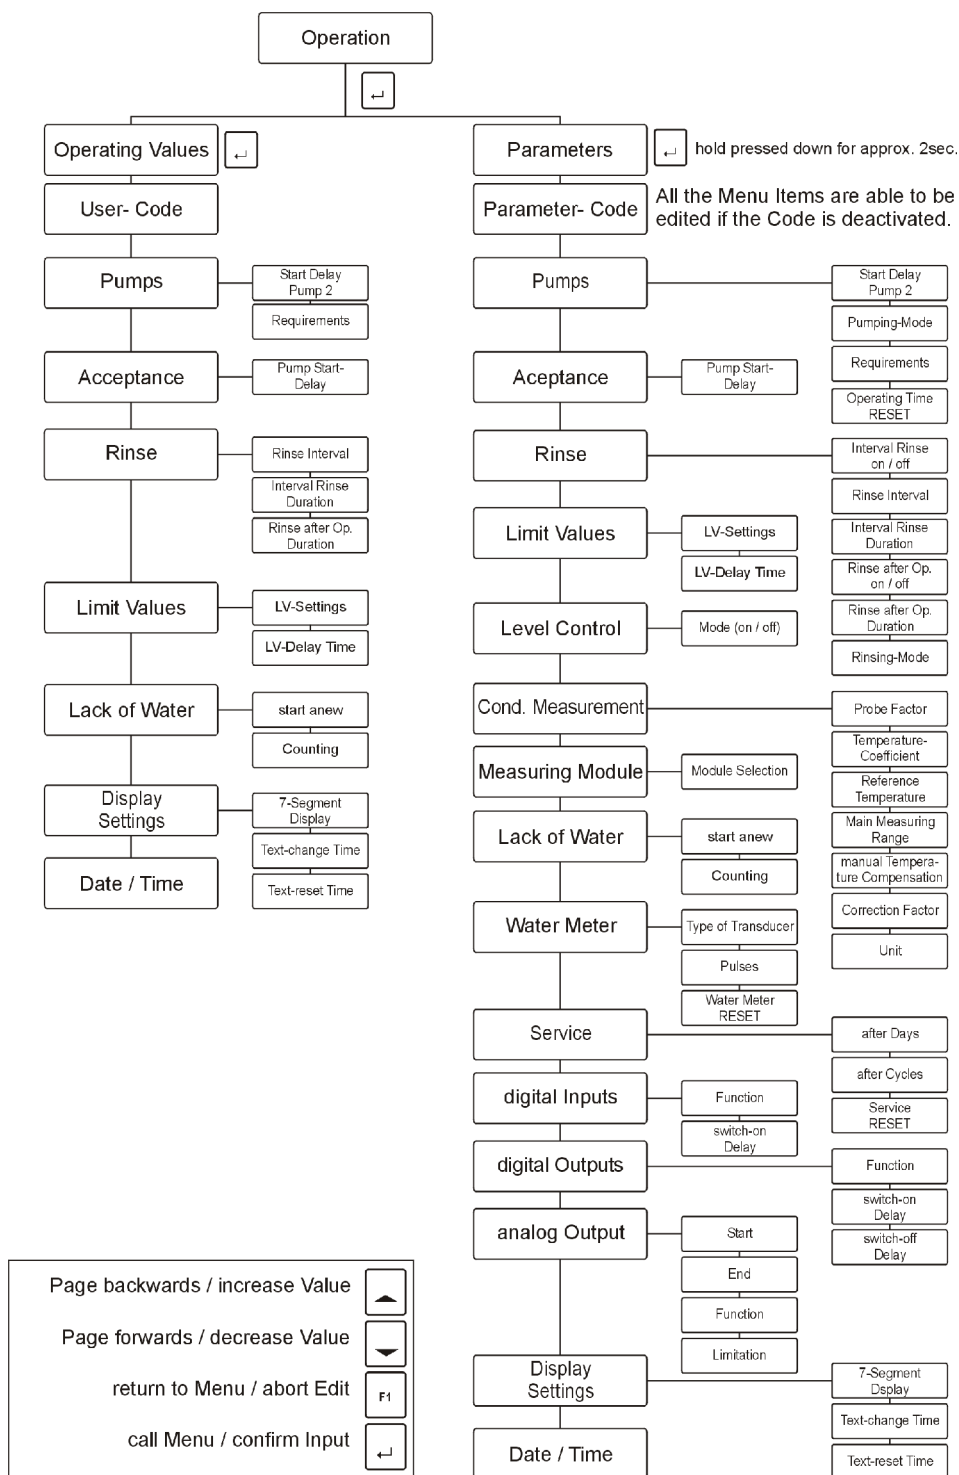 Operation
Operating Values
User- Code
Pumps
Start Delay
Pump 2
Requirements
Acceptance
Pump Start-
Delay
Rinse
Rinse Interval
Interval Rinse
Duration
Rinse after Op.
Duration
Limit Values
LV-Settings
LV-Delay Time
Lack of Water
start anew
Counting
Display
Settings
7-Segment
Display
Text-change Time
Text-reset Time
Date / Time
Parameters
hold pressed down for approx. 2sec.
Parameter- Code
All the Menu Items are able to be
edited if the Code is deactivated.
Pumps
Start Delay
Pump 2
Pumping-Mode
Requirements
Operating Time
RESET
Aceptance
Pump Start-
Delay
Rinse
Interval Rinse
on / off
Rinse Interval
Interval Rinse
Duration
Rinse after Op.
on / off
Rinse after Op.
Duration
Rinsing-Mode
Limit Values
LV-Settings
LV-Delay Time
Level Control
Mode (on / off)
Cond. Measurement
Probe Factor
Temperature-
Coefficient
Reference
Temperature
Main Measuring
Range
manual Tempera-
ture Compensation
Correction Factor
Unit
Measuring Module
Module Selection
Lack of Water
start anew
Counting
Water Meter
Type of Transducer
Pulses
Water Meter
RESET
Service
after Days
after Cycles
Service
RESET
digital Inputs
Function
switch-on
Delay
digital Outputs
Function
switch-on
Delay
switch-off
Delay
analog Output
Start
End
Function
Limitation
Display
Settings
7-Segment
Dsplay
Text-change Time
Text-reset Time
Date / Time
Page backwards / increase Value
Page forwards / decrease Value
return to Menu / abort Edit
F1
call Menu / confirm Input